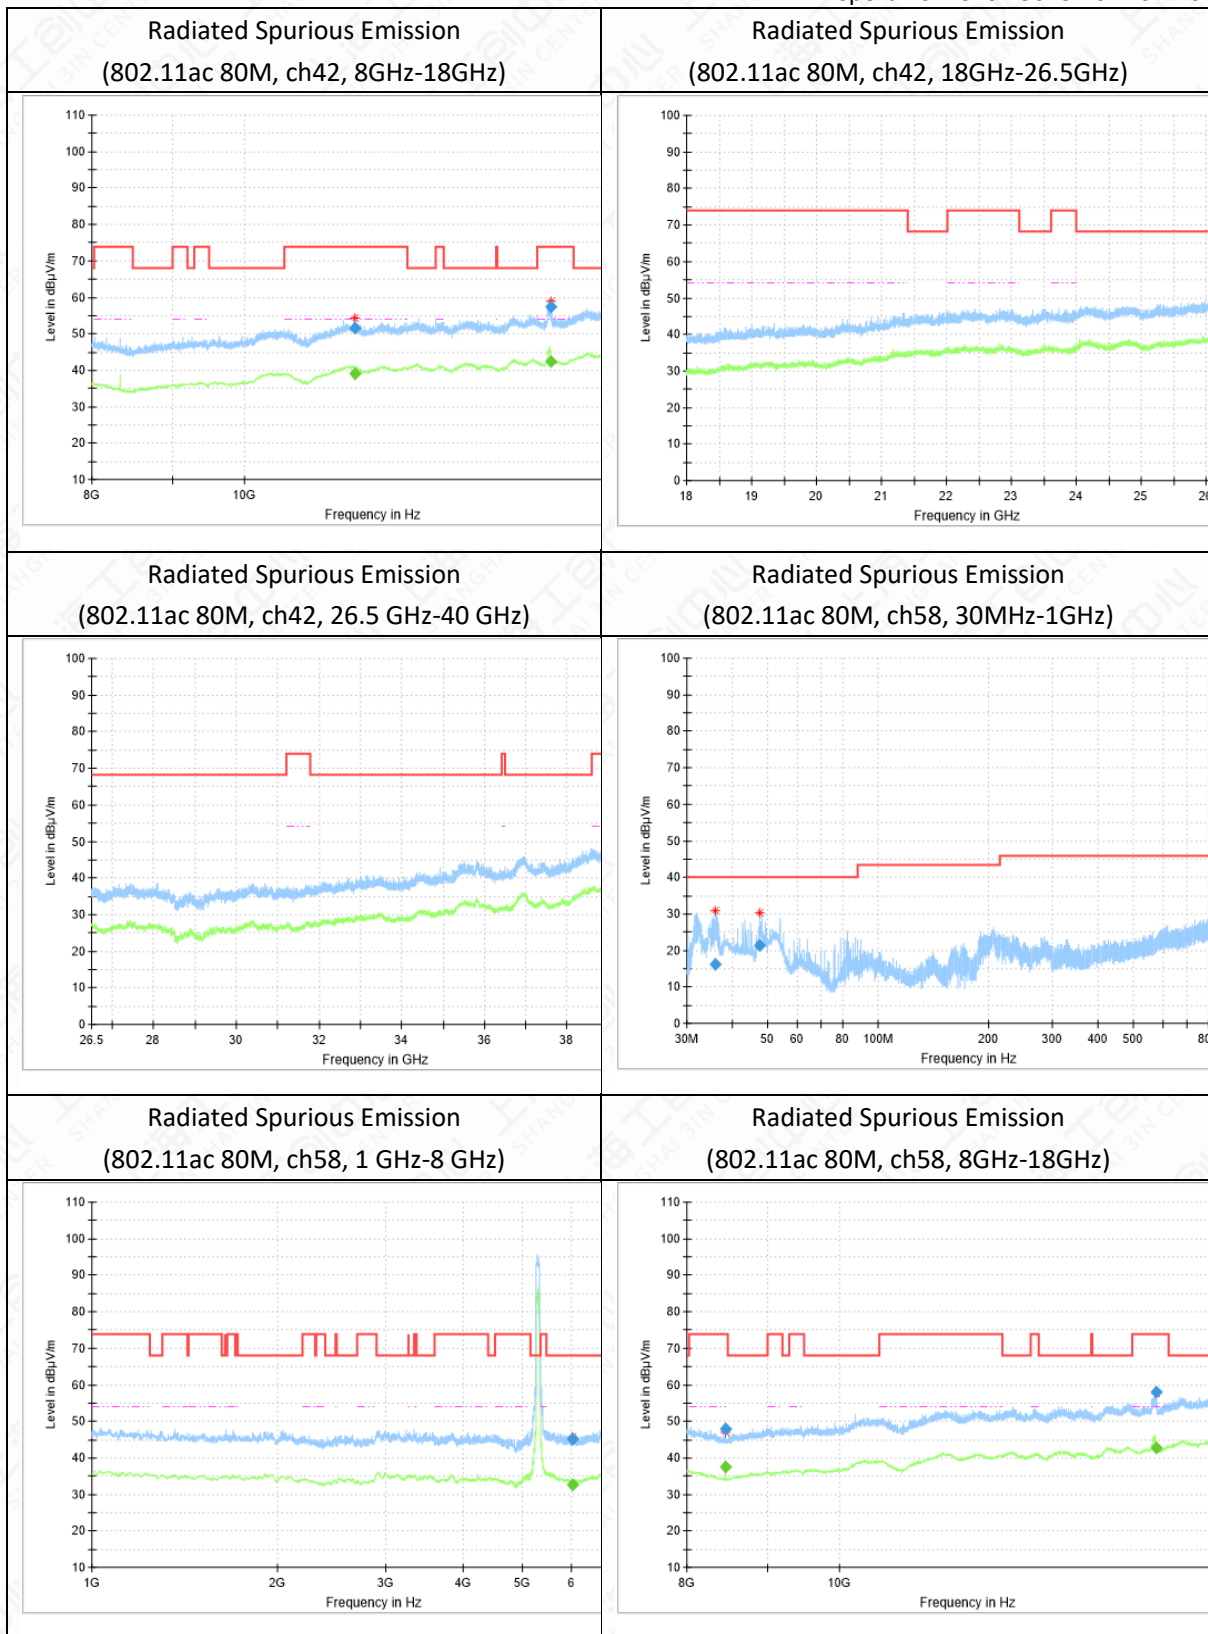 Radiated Spurious Emission
(802.11ac 80M, ch42, 8GHz-18GHz)
110
100
90
80
70
60
50
40
30
20
10
Level in dBµV/m
8G
10G
Frequency in Hz
Radiated Spurious Emission
(802.11ac 80M, ch42, 18GHz-26.5GHz)
100
90
80
70
60
50
40
30
20
10
0
Level in dBµV/m
18
19
20
21
22
23
24
25
26
Frequency in GHz
Radiated Spurious Emission
(802.11ac 80M, ch42, 26.5 GHz-40 GHz)
100
90
80
70
60
50
40
30
20
10
0
Level in dBµV/m
26.5
28
30
32
34
36
38
Frequency in GHz
Radiated Spurious Emission
(802.11ac 80M, ch58, 30MHz-1GHz)
100
90
80
70
60
50
40
30
20
10
0
Level in dBµV/m
30M
50
60
80
100M
200
300
400
500
80
Frequency in Hz
Radiated Spurious Emission
(802.11ac 80M, ch58, 1 GHz-8 GHz)
110
100
90
80
70
60
50
40
30
20
10
Level in dBµV/m
1G
2G
3G
4G
5G
6
Frequency in Hz
Radiated Spurious Emission
(802.11ac 80M, ch58, 8GHz-18GHz)
110
100
90
80
70
60
50
40
30
20
10
Level in dBµV/m
8G
10G
Frequency in Hz